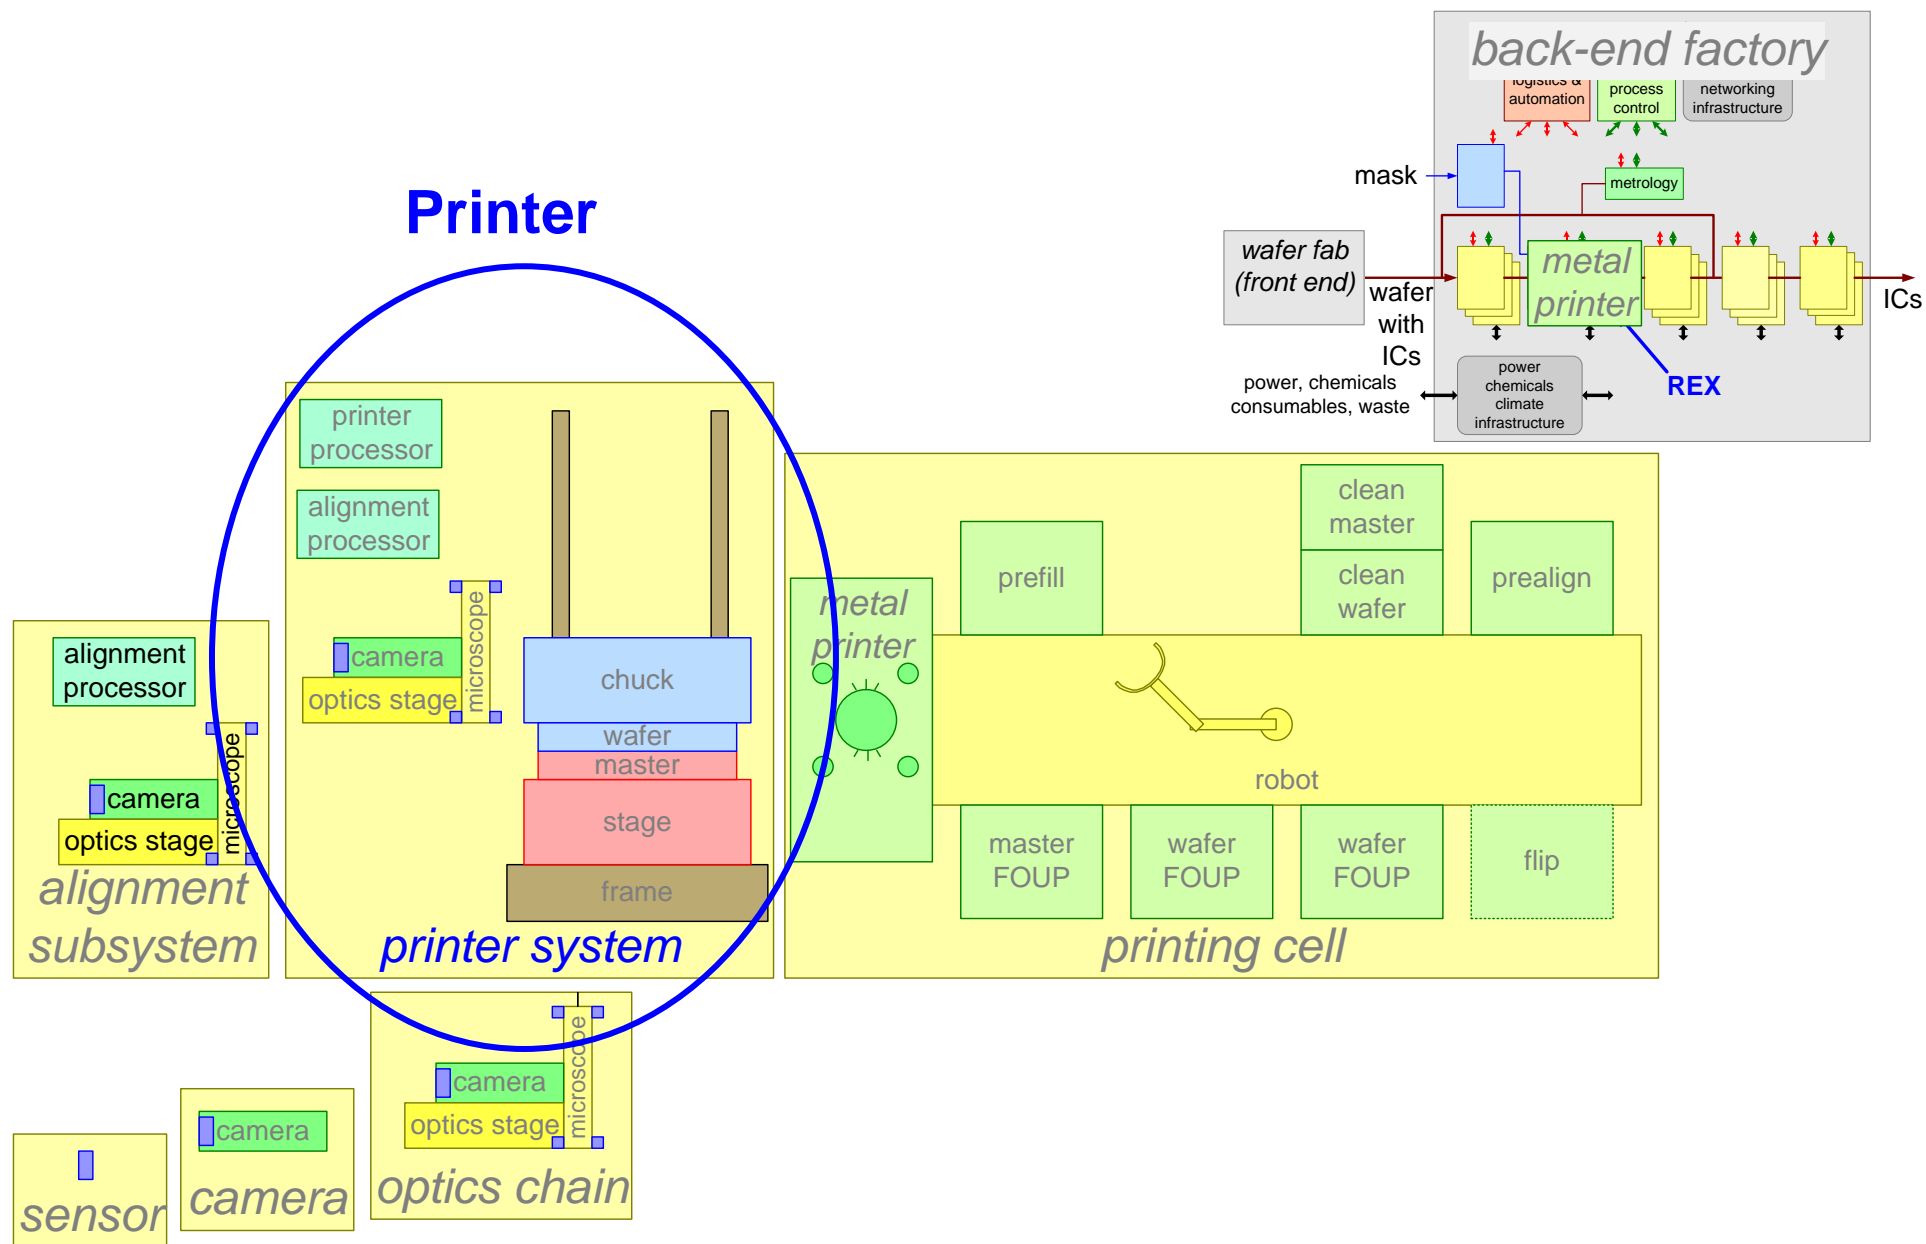 back-end factory
logistics &
automation
process
control
networking
infrastructure
mask
metrology
Printer
wafer fab
(front end)
wafer
with
ICs
metal
printer
ICs
REX
power, chemicals
consumables, waste
power
chemicals
climate
infrastructure
printer
processor
alignment
processor
camera
optics stage
microscope
chuck
wafer
master
stage
frame
printer system
alignment
processor
camera
optics stage
microscope
alignment
subsystem
metal
printer
prefill
clean
master
clean
wafer
prealign
robot
master
FOUP
wafer
FOUP
wafer
FOUP
flip
printing cell
camera
optics stage
microscope
optics chain
camera
camera
sensor